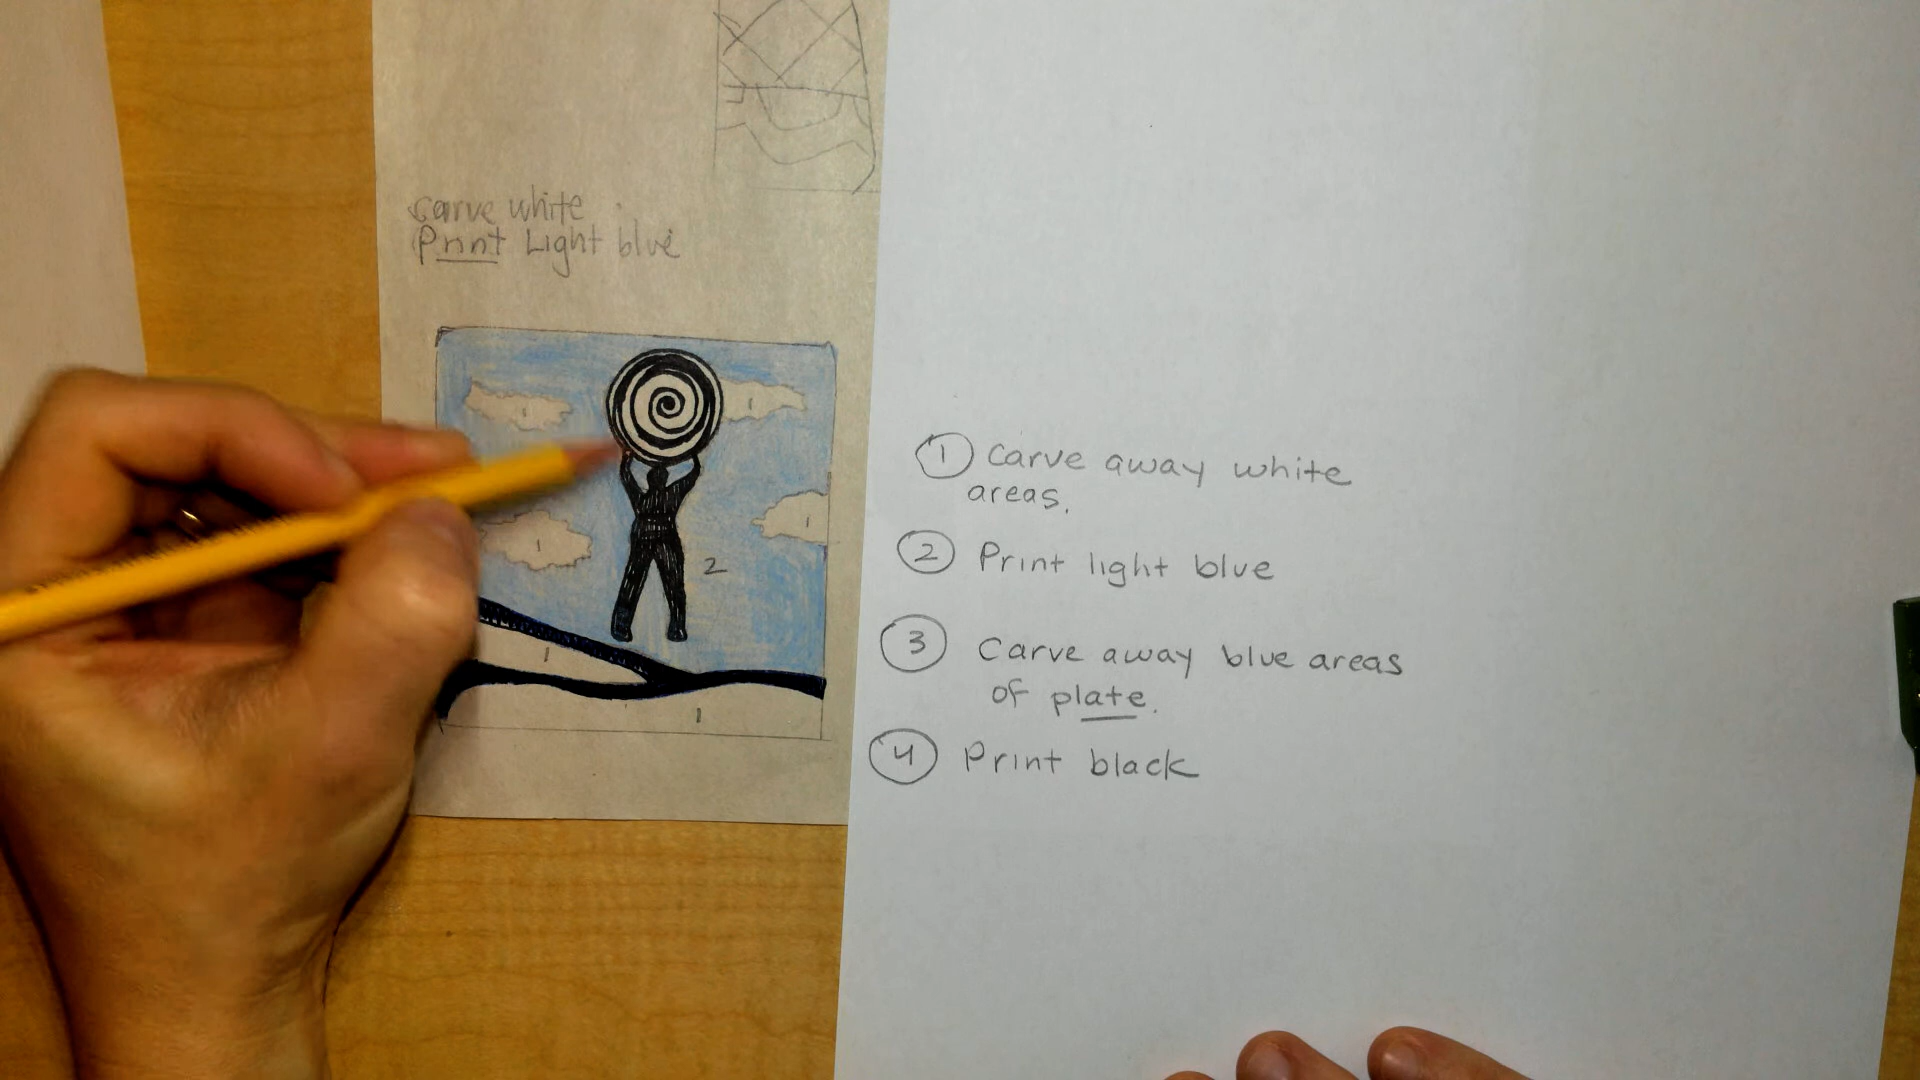 carve white
Print Light blue
1
1
1
1
2
1
1
① Carve away white
areas.
② Print light blue
③ Carve away blue areas
of plate.
④ Print black